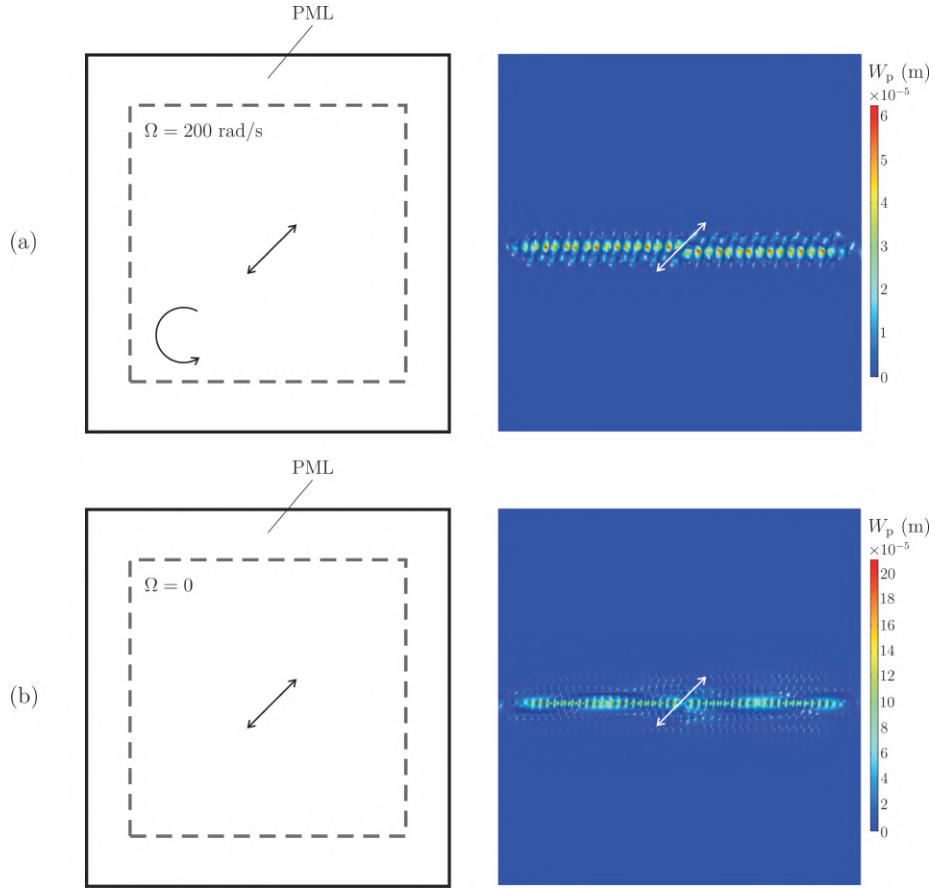 PML
Ω = 200 rad/s
(a)
W_p (m)
×10⁻⁵
6
5
4
3
2
1
0
PML
Ω = 0
(b)
W_p (m)
×10⁻⁵
20
18
16
14
12
10
8
6
4
2
0